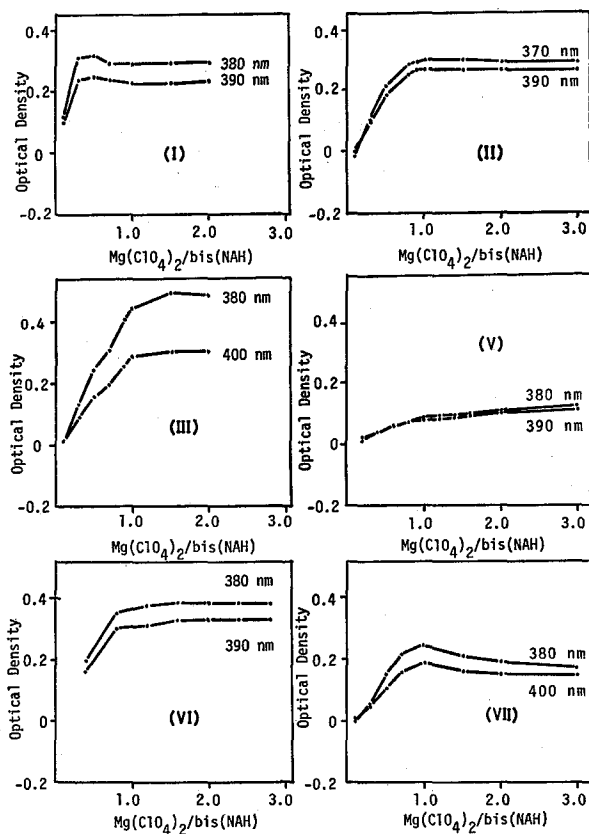 0.4
380 nm
0.2
390 nm
0
(I)
-0.2
Optical Density
1.0 2.0 3.0
Mg(ClO4)2/bis(NAH)
0.4
370 nm
0.2
390 nm
0
(II)
-0.2
Optical Density
1.0 2.0 3.0
Mg(ClO4)2/bis(NAH)
0.4
380 nm
0.2
400 nm
0
(III)
-0.2
Optical Density
1.0 2.0 3.0
Mg(ClO4)2/bis(NAH)
0.4
(V)
0.2
380 nm
390 nm
0
-0.2
Optical Density
1.0 2.0 3.0
Mg(ClO4)2/bis(NAH)
0.4
380 nm
0.2
390 nm
0
(VI)
-0.2
Optical Density
1.0 2.0 3.0
Mg(ClO4)2/bis(NAH)
0.4
380 nm
0.2
400 nm
0
(VII)
-0.2
Optical Density
1.0 2.0 3.0
Mg(ClO4)2/bis(NAH)